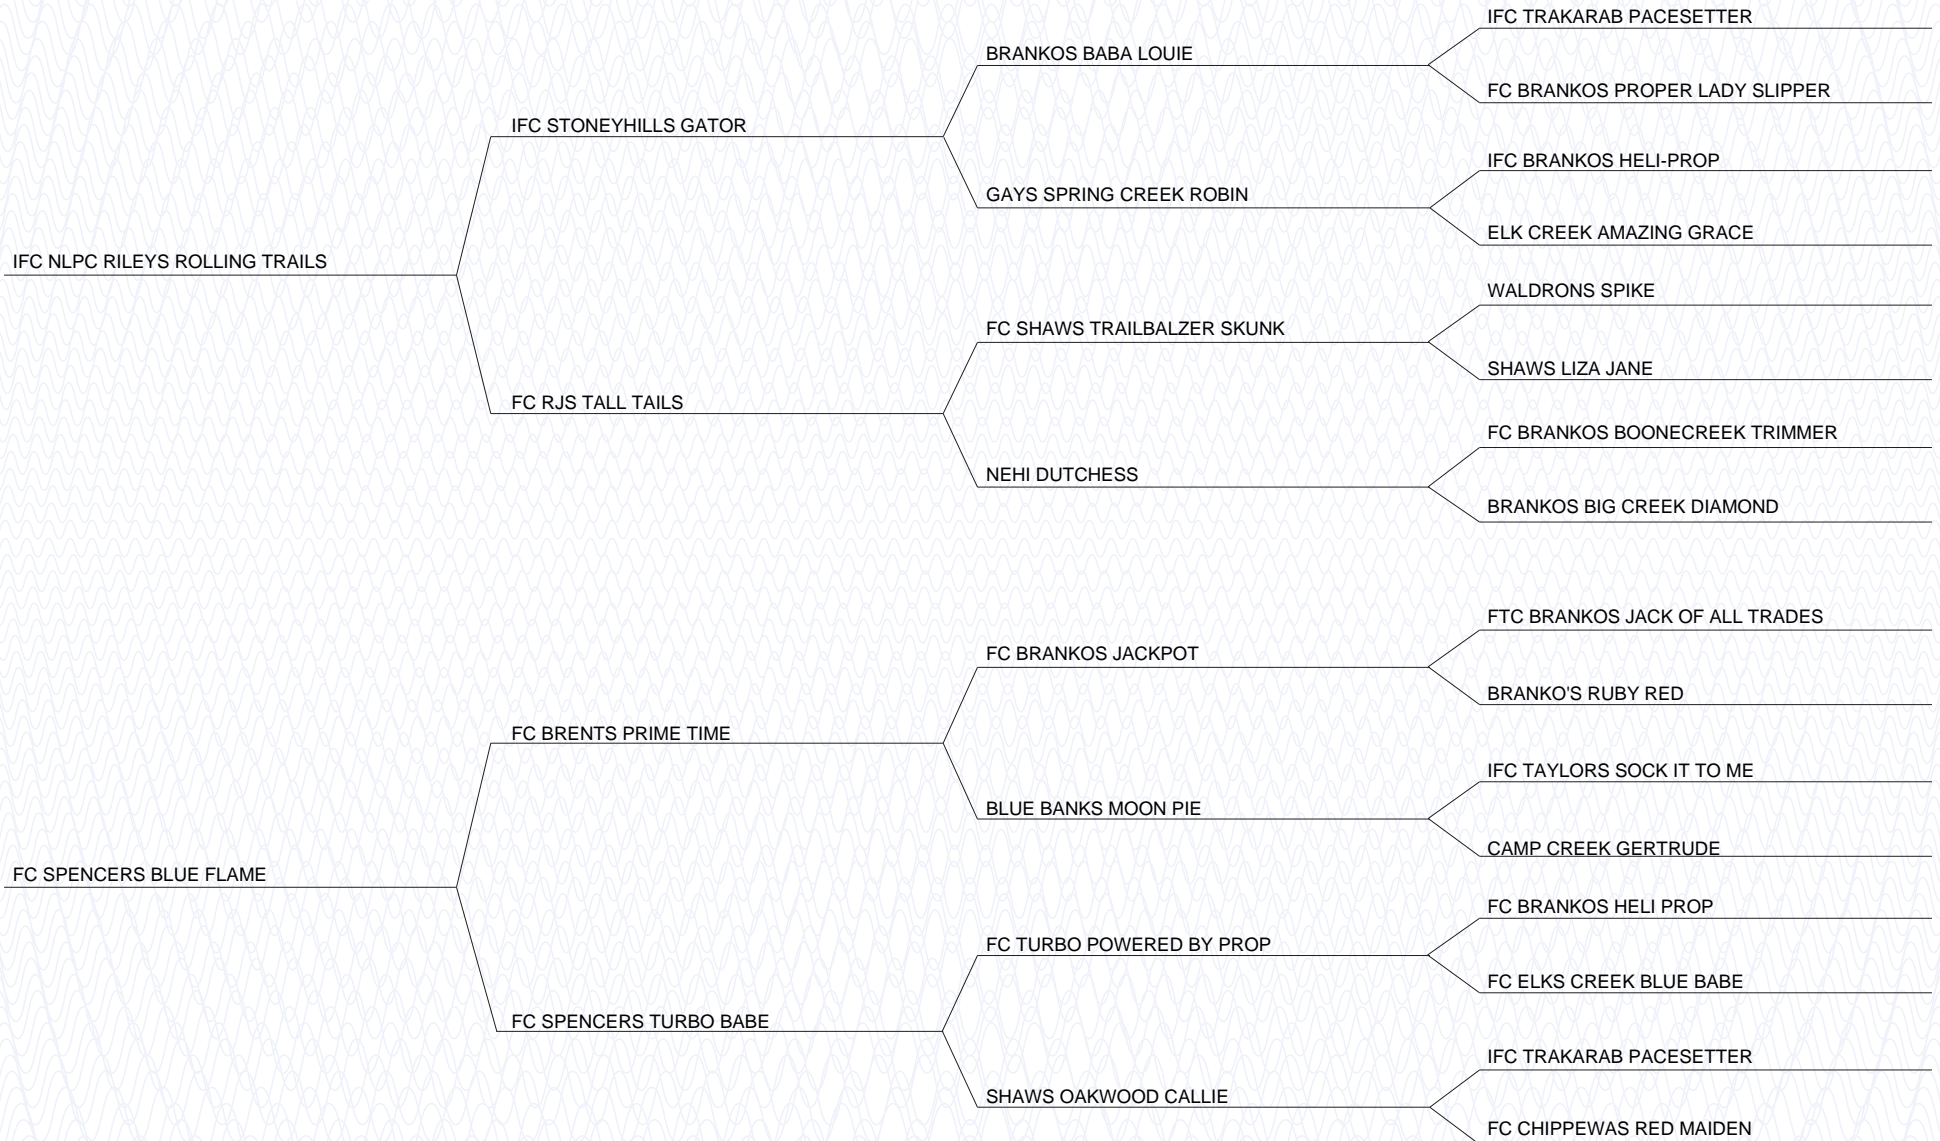 IFC TRAKARAB PACESETTER
BRANKOS BABA LOUIE
FC BRANKOS PROPER LADY SLIPPER
IFC STONEYHILLS GATOR
IFC BRANKOS HELI-PROP
GAYS SPRING CREEK ROBIN
ELK CREEK AMAZING GRACE
IFC NLPC RILEYS ROLLING TRAILS
WALDRONS SPIKE
FC SHAWS TRAILBALZER SKUNK
SHAWS LIZA JANE
FC RJS TALL TAILS
FC BRANKOS BOONECREEK TRIMMER
NEHI DUTCHESS
BRANKOS BIG CREEK DIAMOND
FTC BRANKOS JACK OF ALL TRADES
FC BRANKOS JACKPOT
BRANKO'S RUBY RED
FC BRENTS PRIME TIME
IFC TAYLORS SOCK IT TO ME
BLUE BANKS MOON PIE
CAMP CREEK GERTRUDE
FC SPENCERS BLUE FLAME
FC BRANKOS HELI PROP
FC TURBO POWERED BY PROP
FC ELKS CREEK BLUE BABE
FC SPENCERS TURBO BABE
IFC TRAKARAB PACESETTER
SHAWS OAKWOOD CALLIE
FC CHIPPEWAS RED MAIDEN